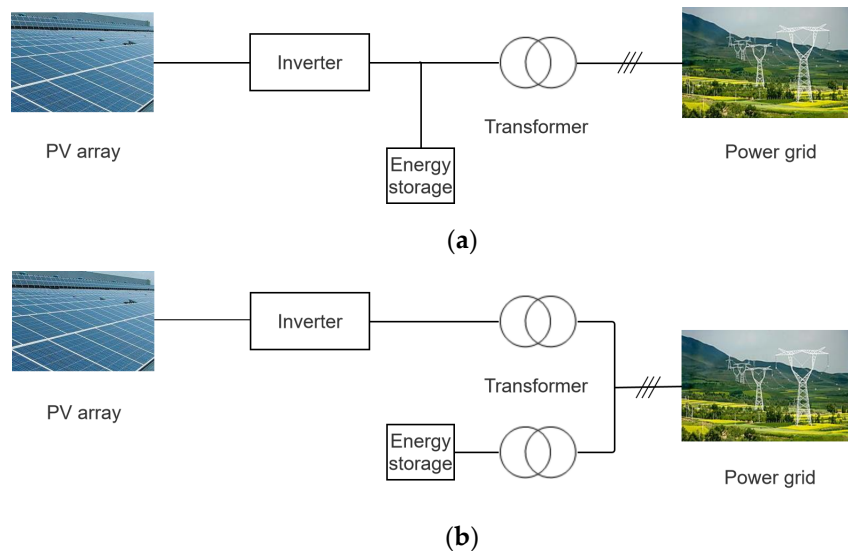 Inverter
Transformer
PV array
Energy
storage
Power grid
(a)
Inverter
Transformer
PV array
Energy
storage
Power grid
(b)